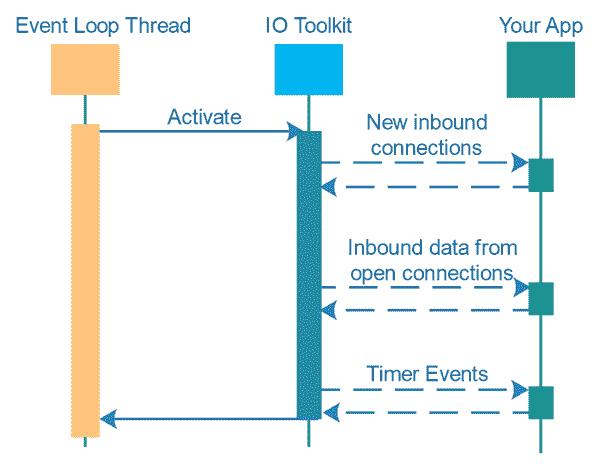 Event Loop Thread
IO Toolkit
Your App
Activate
New inbound
connections
Inbound data from
open connections
Timer Events